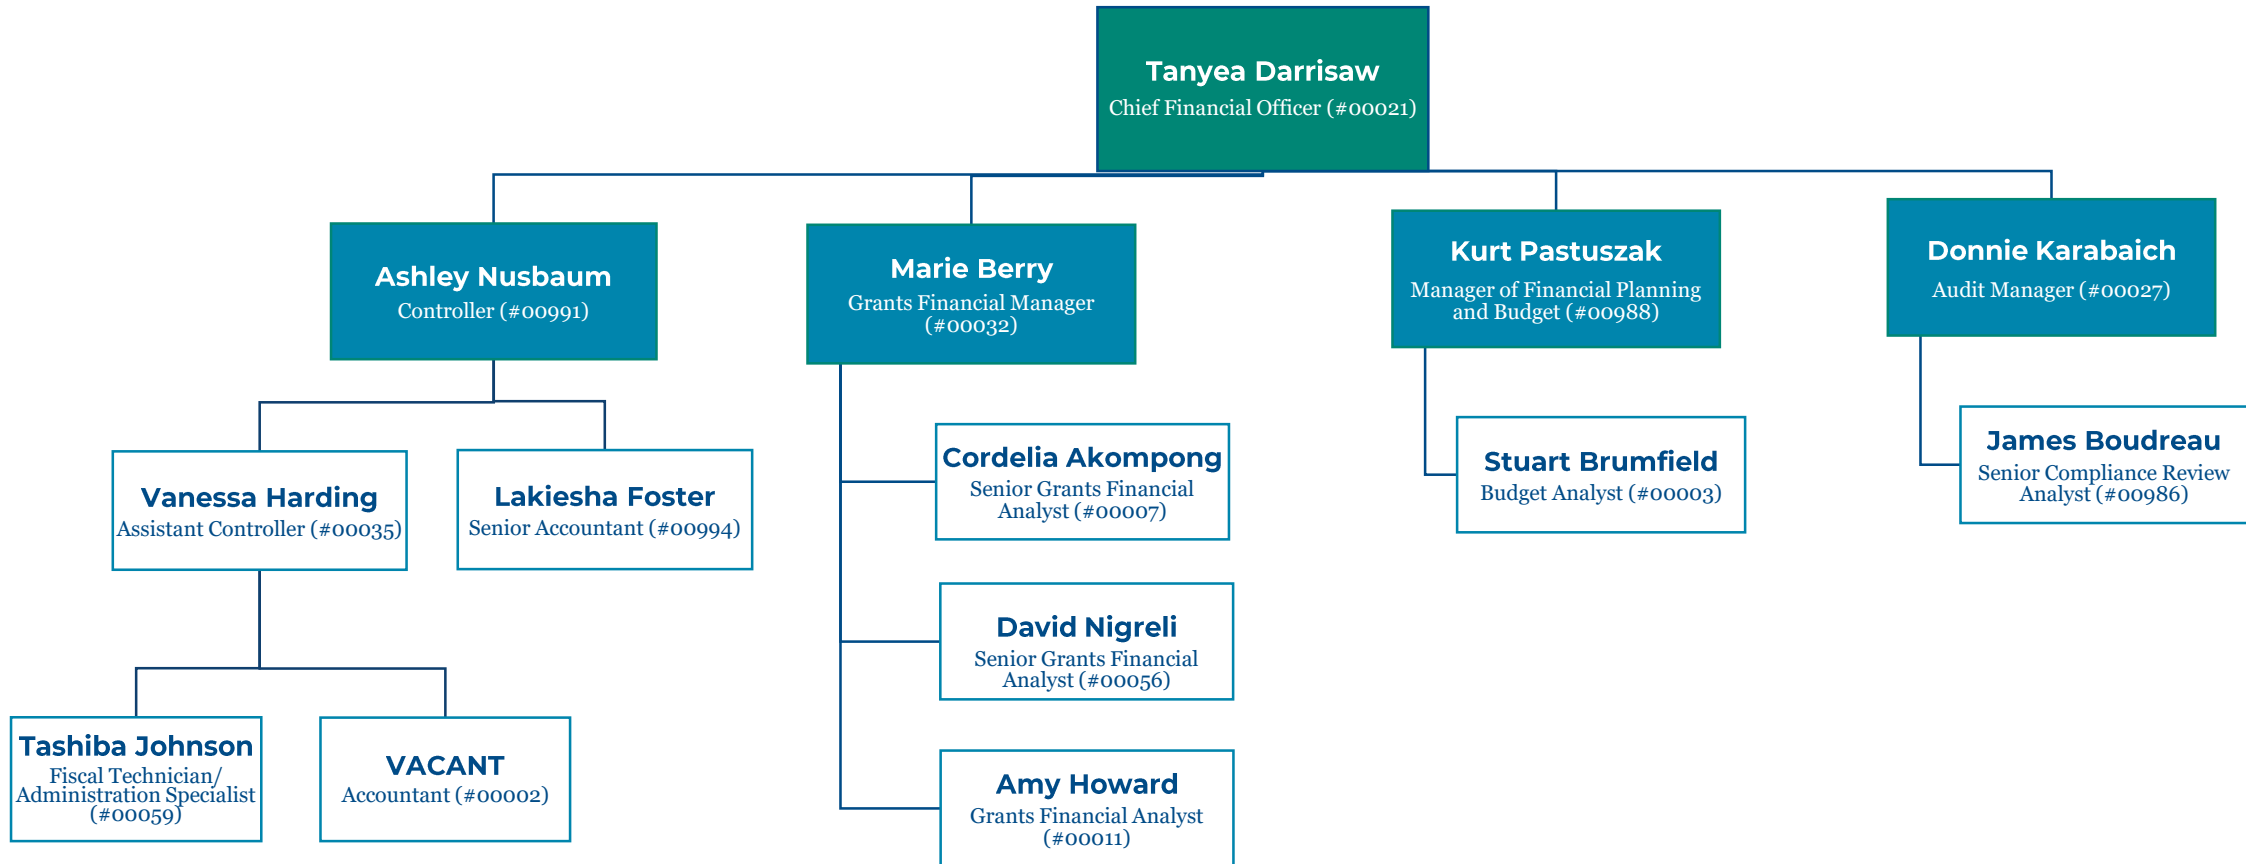 Tanyea Darrisaw
Chief Financial Officer (#00021)
Ashley Nusbaum
Controller (#00991)
Marie Berry
Grants Financial Manager
(#00032)
Kurt Pastuszak
Manager of Financial Planning
and Budget (#00988)
Donnie Karabaich
Audit Manager (#00027)
Vanessa Harding
Assistant Controller (#00035)
Lakiesha Foster
Senior Accountant (#00994)
Cordelia Akompong
Senior Grants Financial
Analyst (#00007)
Stuart Brumfield
Budget Analyst (#00003)
James Boudreau
Senior Compliance Review
Analyst (#00986)
David Nigreli
Senior Grants Financial
Analyst (#00056)
Tashiba Johnson
Fiscal Technician/
Administration Specialist
(#00059)
VACANT
Accountant (#00002)
Amy Howard
Grants Financial Analyst
(#00011)